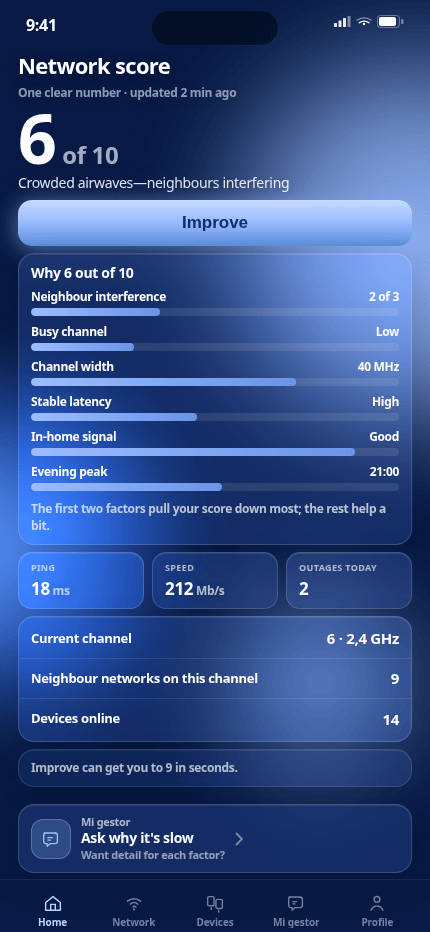 9:41
Network score
One clear number · updated 2 min ago
6 of 10
Crowded airwaves—neighbours interfering
Improve
Why 6 out of 10
Neighbour interference 2 of 3
Busy channel Low
Channel width 40 MHz
Stable latency High
In-home signal Good
Evening peak 21:00
The first two factors pull your score down most; the rest help a
bit.
PING SPEED OUTAGES TODAY
18 ms 212 Mb/s 2
Current channel 6 · 2,4 GHz
Neighbour networks on this channel 9
Devices online 14
Improve can get you to 9 in seconds.
Mi gestor
Ask why it's slow
Want detail for each factor?
Home Network Devices Mi gestor Profile